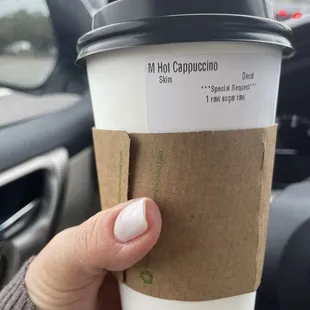 M Hot Cappuccino
Skim Decaf
***Special Request***
1 raw sugar raw